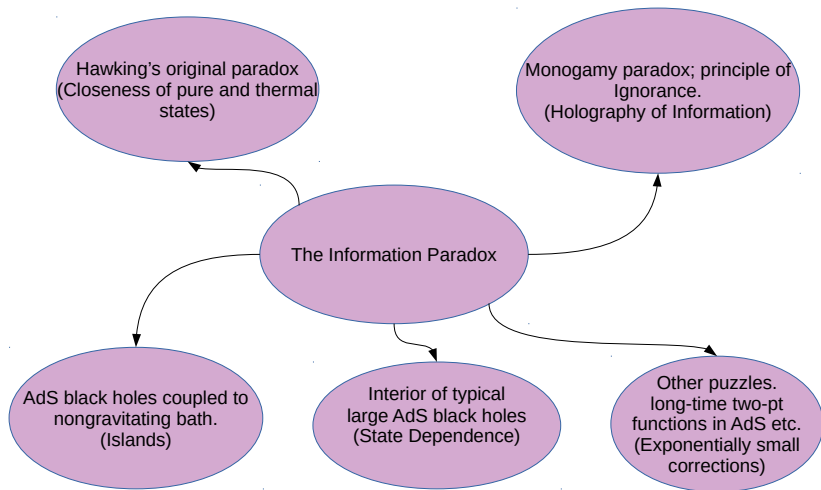 Hawking’s original paradox
(Closeness of pure and thermal
states)
Monogamy paradox; principle of
Ignorance.
(Holography of Information)
The Information Paradox
AdS black holes coupled to
nongravitating bath.
(Islands)
Interior of typical
large AdS black holes
(State Dependence)
Other puzzles.
long-time two-pt
functions in AdS etc.
(Exponentially small
corrections)